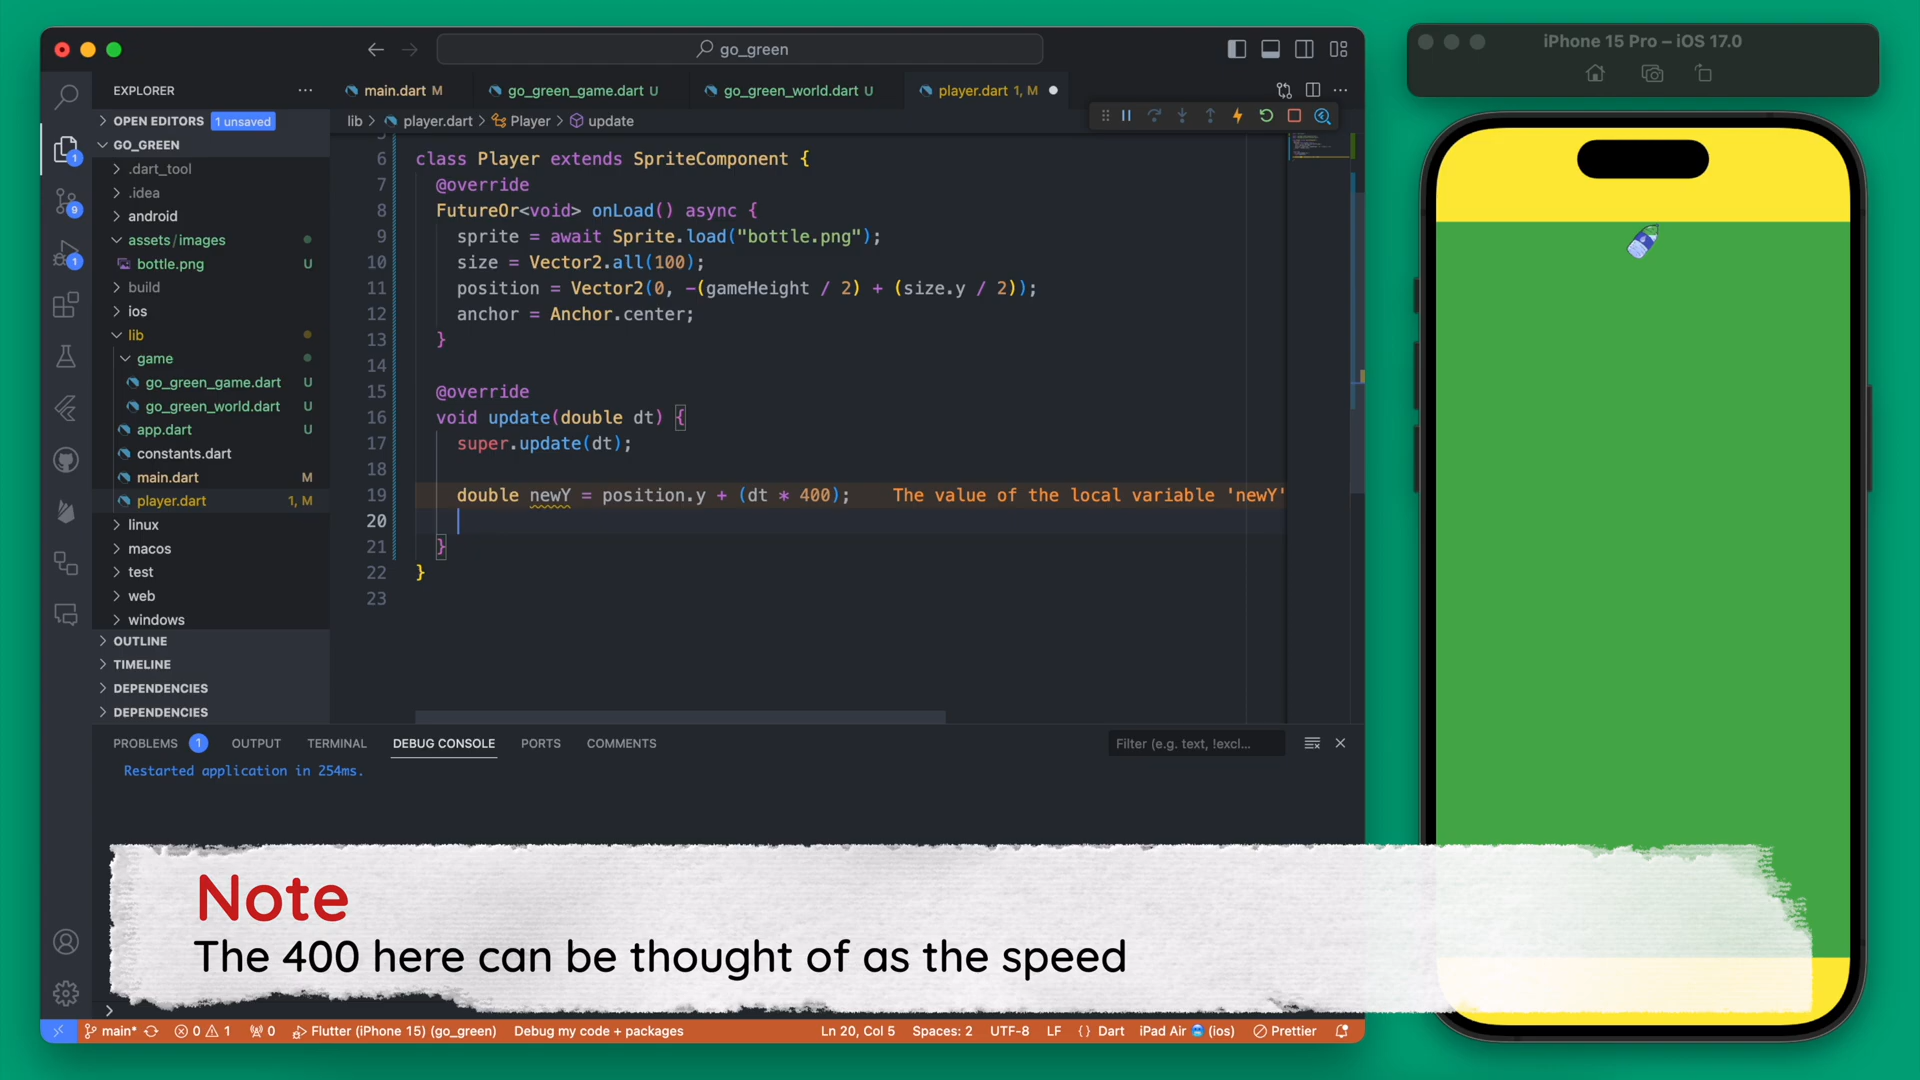 go_green
iPhone 15 Pro – iOS 17.0
EXPLORER
main.dart M
go_green_game.dart U
go_green_world.dart U
player.dart 1, M
OPEN EDITORS 1 unsaved
lib > player.dart > Player > update
GO_GREEN
.dart_tool
.idea
android
assets/images
bottle.png U
build
ios
lib
game
go_green_game.dart U
go_green_world.dart U
app.dart U
constants.dart
main.dart M
player.dart 1, M
linux
macos
test
web
windows
OUTLINE
TIMELINE
DEPENDENCIES
DEPENDENCIES
1
9
1
6 class Player extends SpriteComponent {
7 @override
8 FutureOr<void> onLoad() async {
9 sprite = await Sprite.load("bottle.png");
10 size = Vector2.all(100);
11 position = Vector2(0, -(gameHeight / 2) + (size.y / 2));
12 anchor = Anchor.center;
13 }
14
15 @override
16 void update(double dt) {
17 super.update(dt);
18
19 double newY = position.y + (dt * 400); The value of the local variable 'newY'
20
21 }
22 }
23
PROBLEMS 1 OUTPUT TERMINAL DEBUG CONSOLE PORTS COMMENTS
Filter (e.g. text, !excl...
Restarted application in 254ms.
Note
The 400 here can be thought of as the speed
main* 0 1 0 Flutter (iPhone 15) (go_green) Debug my code + packages Ln 20, Col 5 Spaces: 2 UTF-8 LF {} Dart iPad Air (ios) Prettier